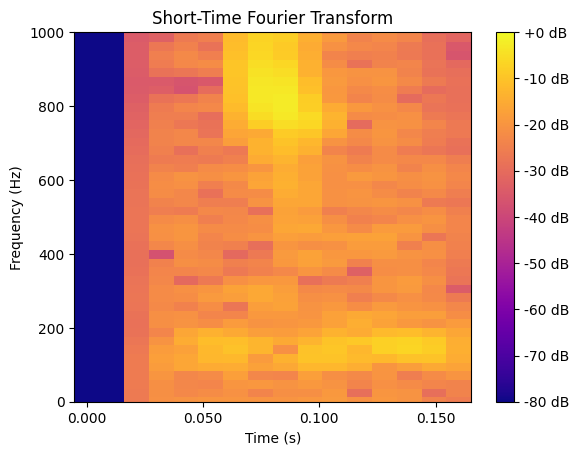 Short-Time Fourier Transform
1000
800
600
400
200
0
Frequency (Hz)
0.000
0.050
0.100
0.150
Time (s)
+0 dB
-10 dB
-20 dB
-30 dB
-40 dB
-50 dB
-60 dB
-70 dB
-80 dB